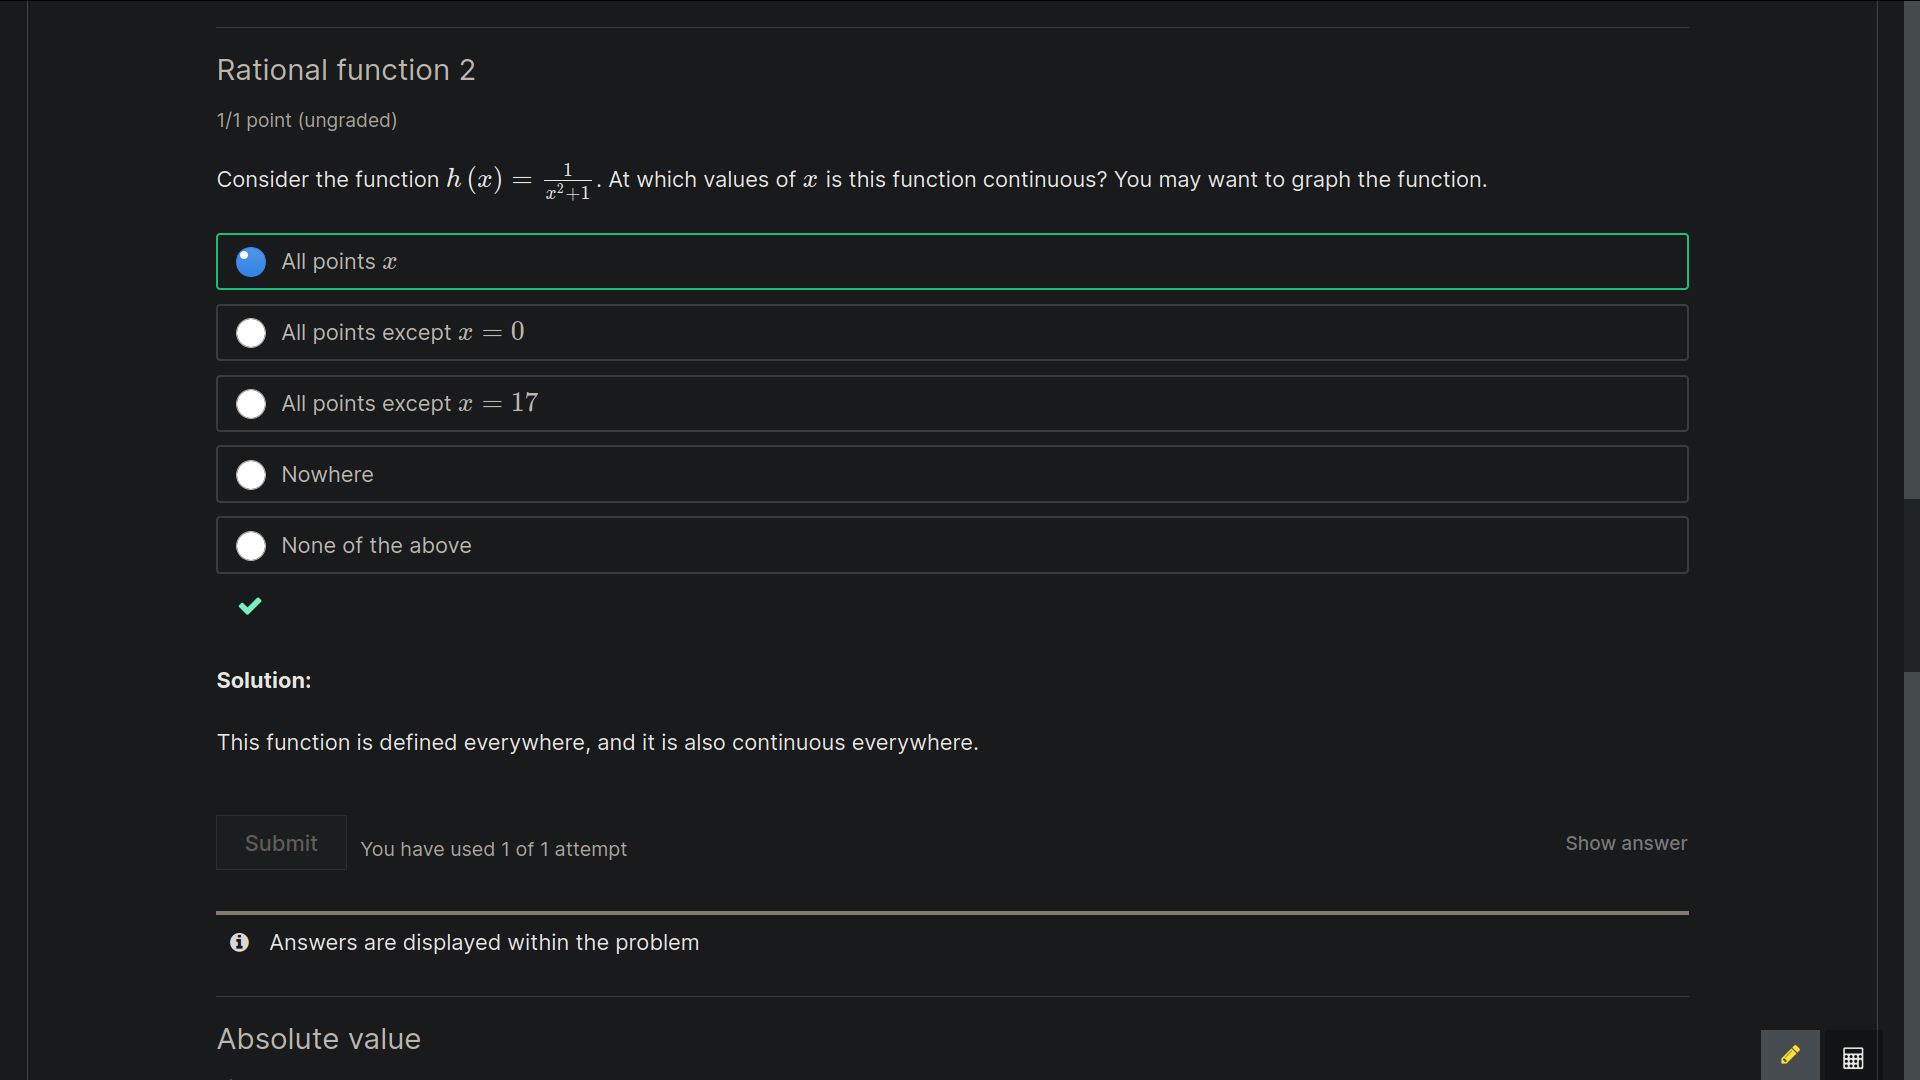 Rational function 2
1/1 point (ungraded)
Consider the function h (x) = 1/(x²+1). At which values of x is this function continuous? You may want to graph the function.
All points x
All points except x = 0
All points except x = 17
Nowhere
None of the above
Solution:
This function is defined everywhere, and it is also continuous everywhere.
Submit
You have used 1 of 1 attempt
Show answer
Answers are displayed within the problem
Absolute value